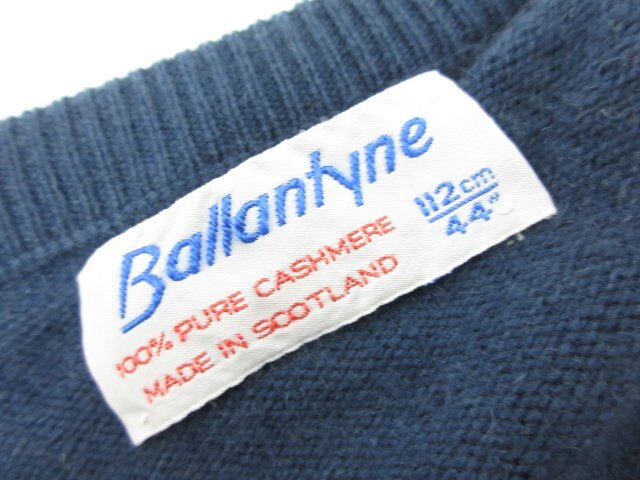 Ballantyne
100% PURE CASHMERE
MADE IN SCOTLAND
112cm
44"